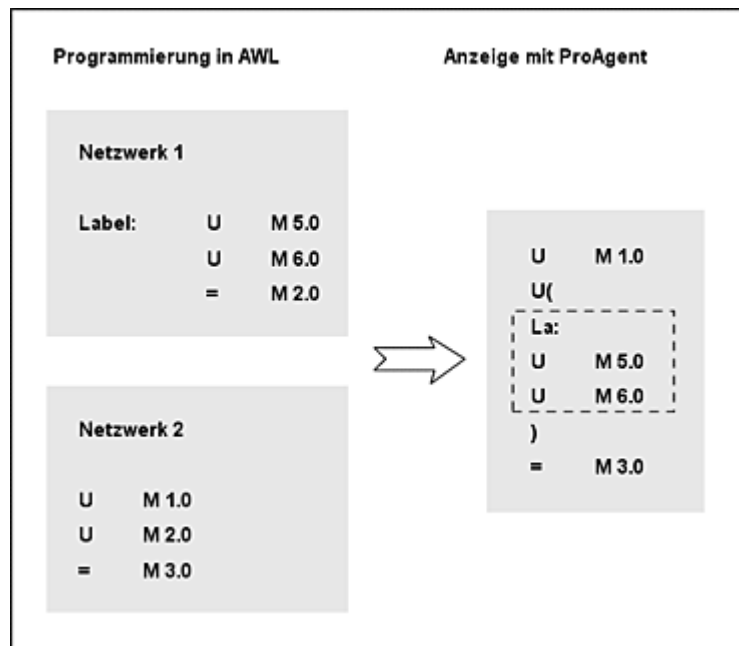 Programmierung in AWL
Netzwerk 1
Label: U M 5.0
U M 6.0
= M 2.0
Netzwerk 2
U M 1.0
U M 2.0
= M 3.0
Anzeige mit ProAgent
U M 1.0
U(
La:
U M 5.0
U M 6.0
)
= M 3.0